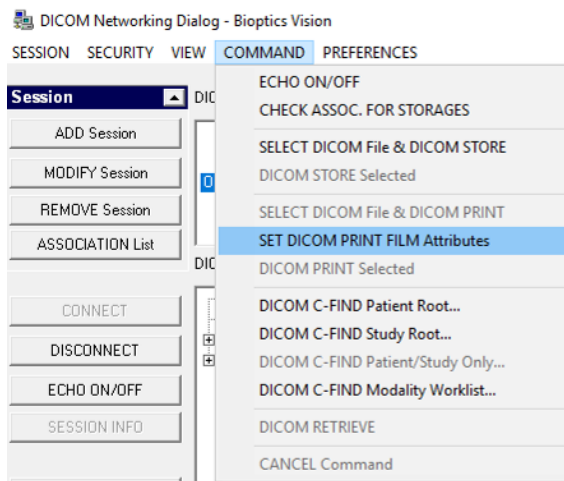 DICOM Networking Dialog - Bioptics Vision
SESSION SECURITY VIEW COMMAND PREFERENCES
Session
ADD Session
MODIFY Session
REMOVE Session
ASSOCIATION List
CONNECT
DISCONNECT
ECHO ON/OFF
SESSION INFO
ECHO ON/OFF
CHECK ASSOC. FOR STORAGES
SELECT DICOM File & DICOM STORE
DICOM STORE Selected
SELECT DICOM File & DICOM PRINT
SET DICOM PRINT FILM Attributes
DICOM PRINT Selected
DICOM C-FIND Patient Root...
DICOM C-FIND Study Root...
DICOM C-FIND Patient/Study Only...
DICOM C-FIND Modality Worklist...
DICOM RETRIEVE
CANCEL Command